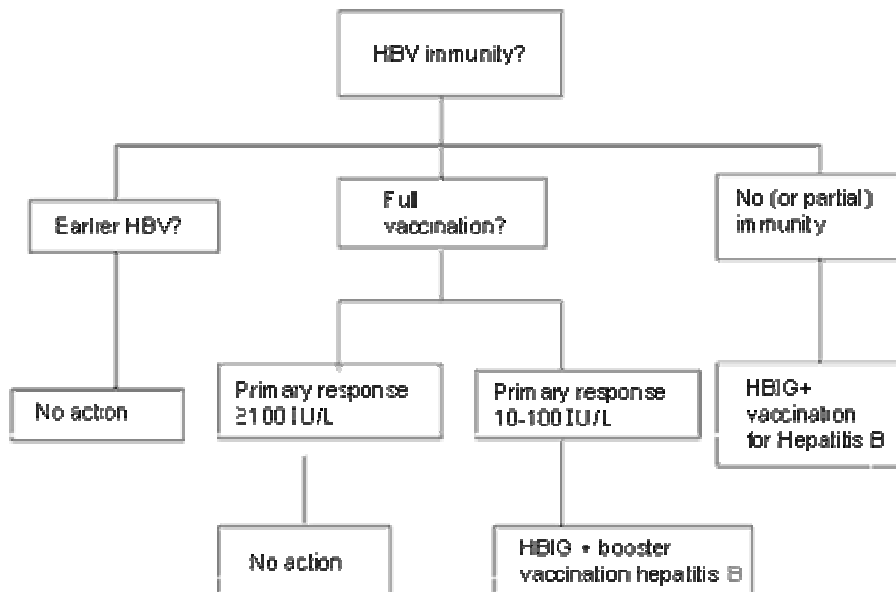 HBV immunity?
Earlier HBV?
Full
vaccination?
No (or partial)
immunity
No action
Primary response
≥100 IU/L
Primary response
10-100 IU/L
HBIG+
vaccination
for Hepatitis B
No action
HBIG + booster
vaccination hepatitis B